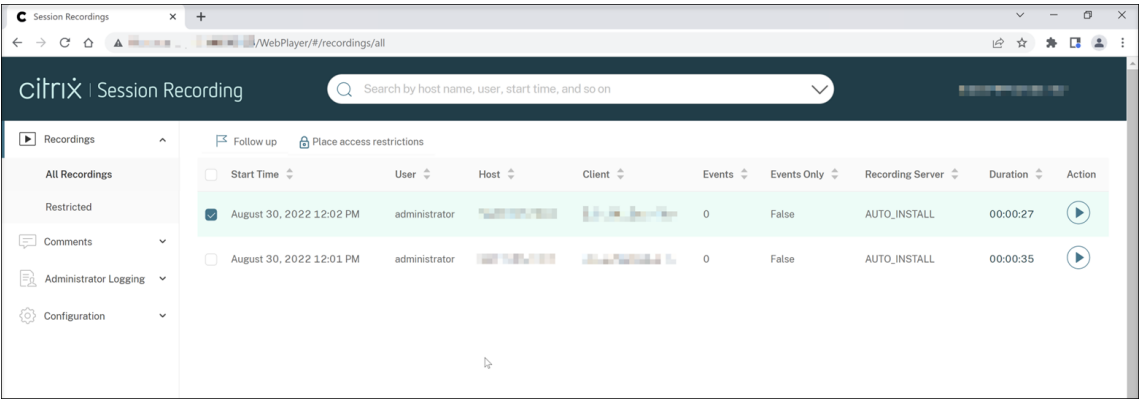 Session Recordings
/WebPlayer/#/recordings/all
citrix | Session Recording
Search by host name, user, start time, and so on
Recordings
Follow up Place access restrictions
All Recordings
Start Time User Host Client Events Events Only Recording Server Duration Action
Restricted
August 30, 2022 12:02 PM administrator 0 False AUTO_INSTALL 00:00:27
Comments
August 30, 2022 12:01 PM administrator 0 False AUTO_INSTALL 00:00:35
Administrator Logging
Configuration